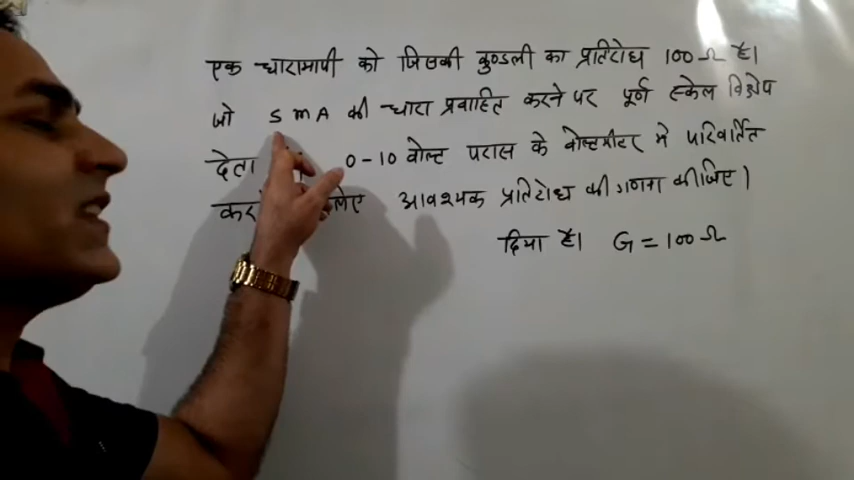 एक धारामापी को जिसकी कुण्डली का प्रतिरोध 100 Ω है।
जो 5 mA की धारा प्रवाहित करने पर पूर्ण स्केल विक्षेप
देता 0-10 वोल्ट परास के वोल्टमीटर मे परिवर्तित
आवश्यक प्रतिरोध की गणना कीजिए।
दिया है। G = 100 Ω